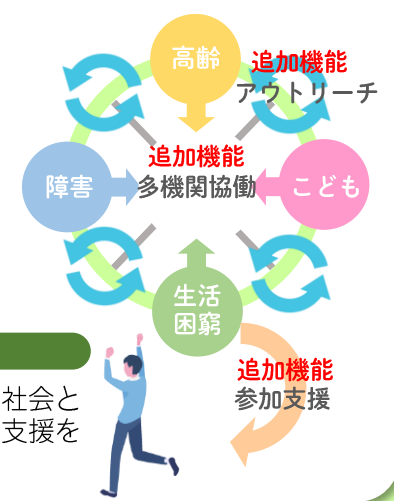 高齢
追加機能
アウトリーチ
追加機能
多機関協働
障害
こども
生活
困窮
追加機能
参加支援
社会と
支援を